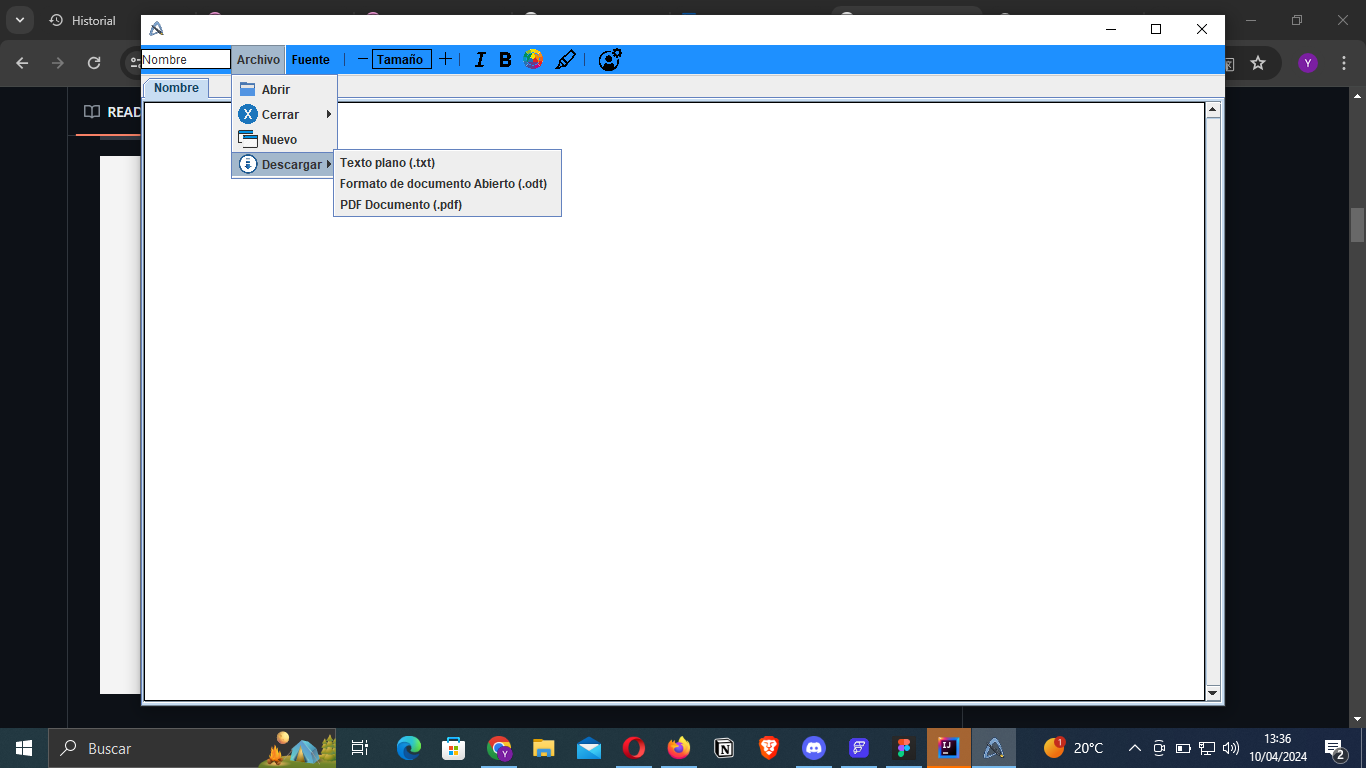 Historial
Nombre Archivo Fuente Tamaño I B
Y
READ
Nombre
Abrir
Cerrar
Nuevo
Descargar
Texto plano (.txt)
Formato de documento Abierto (.odt)
PDF Documento (.pdf)
Buscar
20°C
13:36
10/04/2024